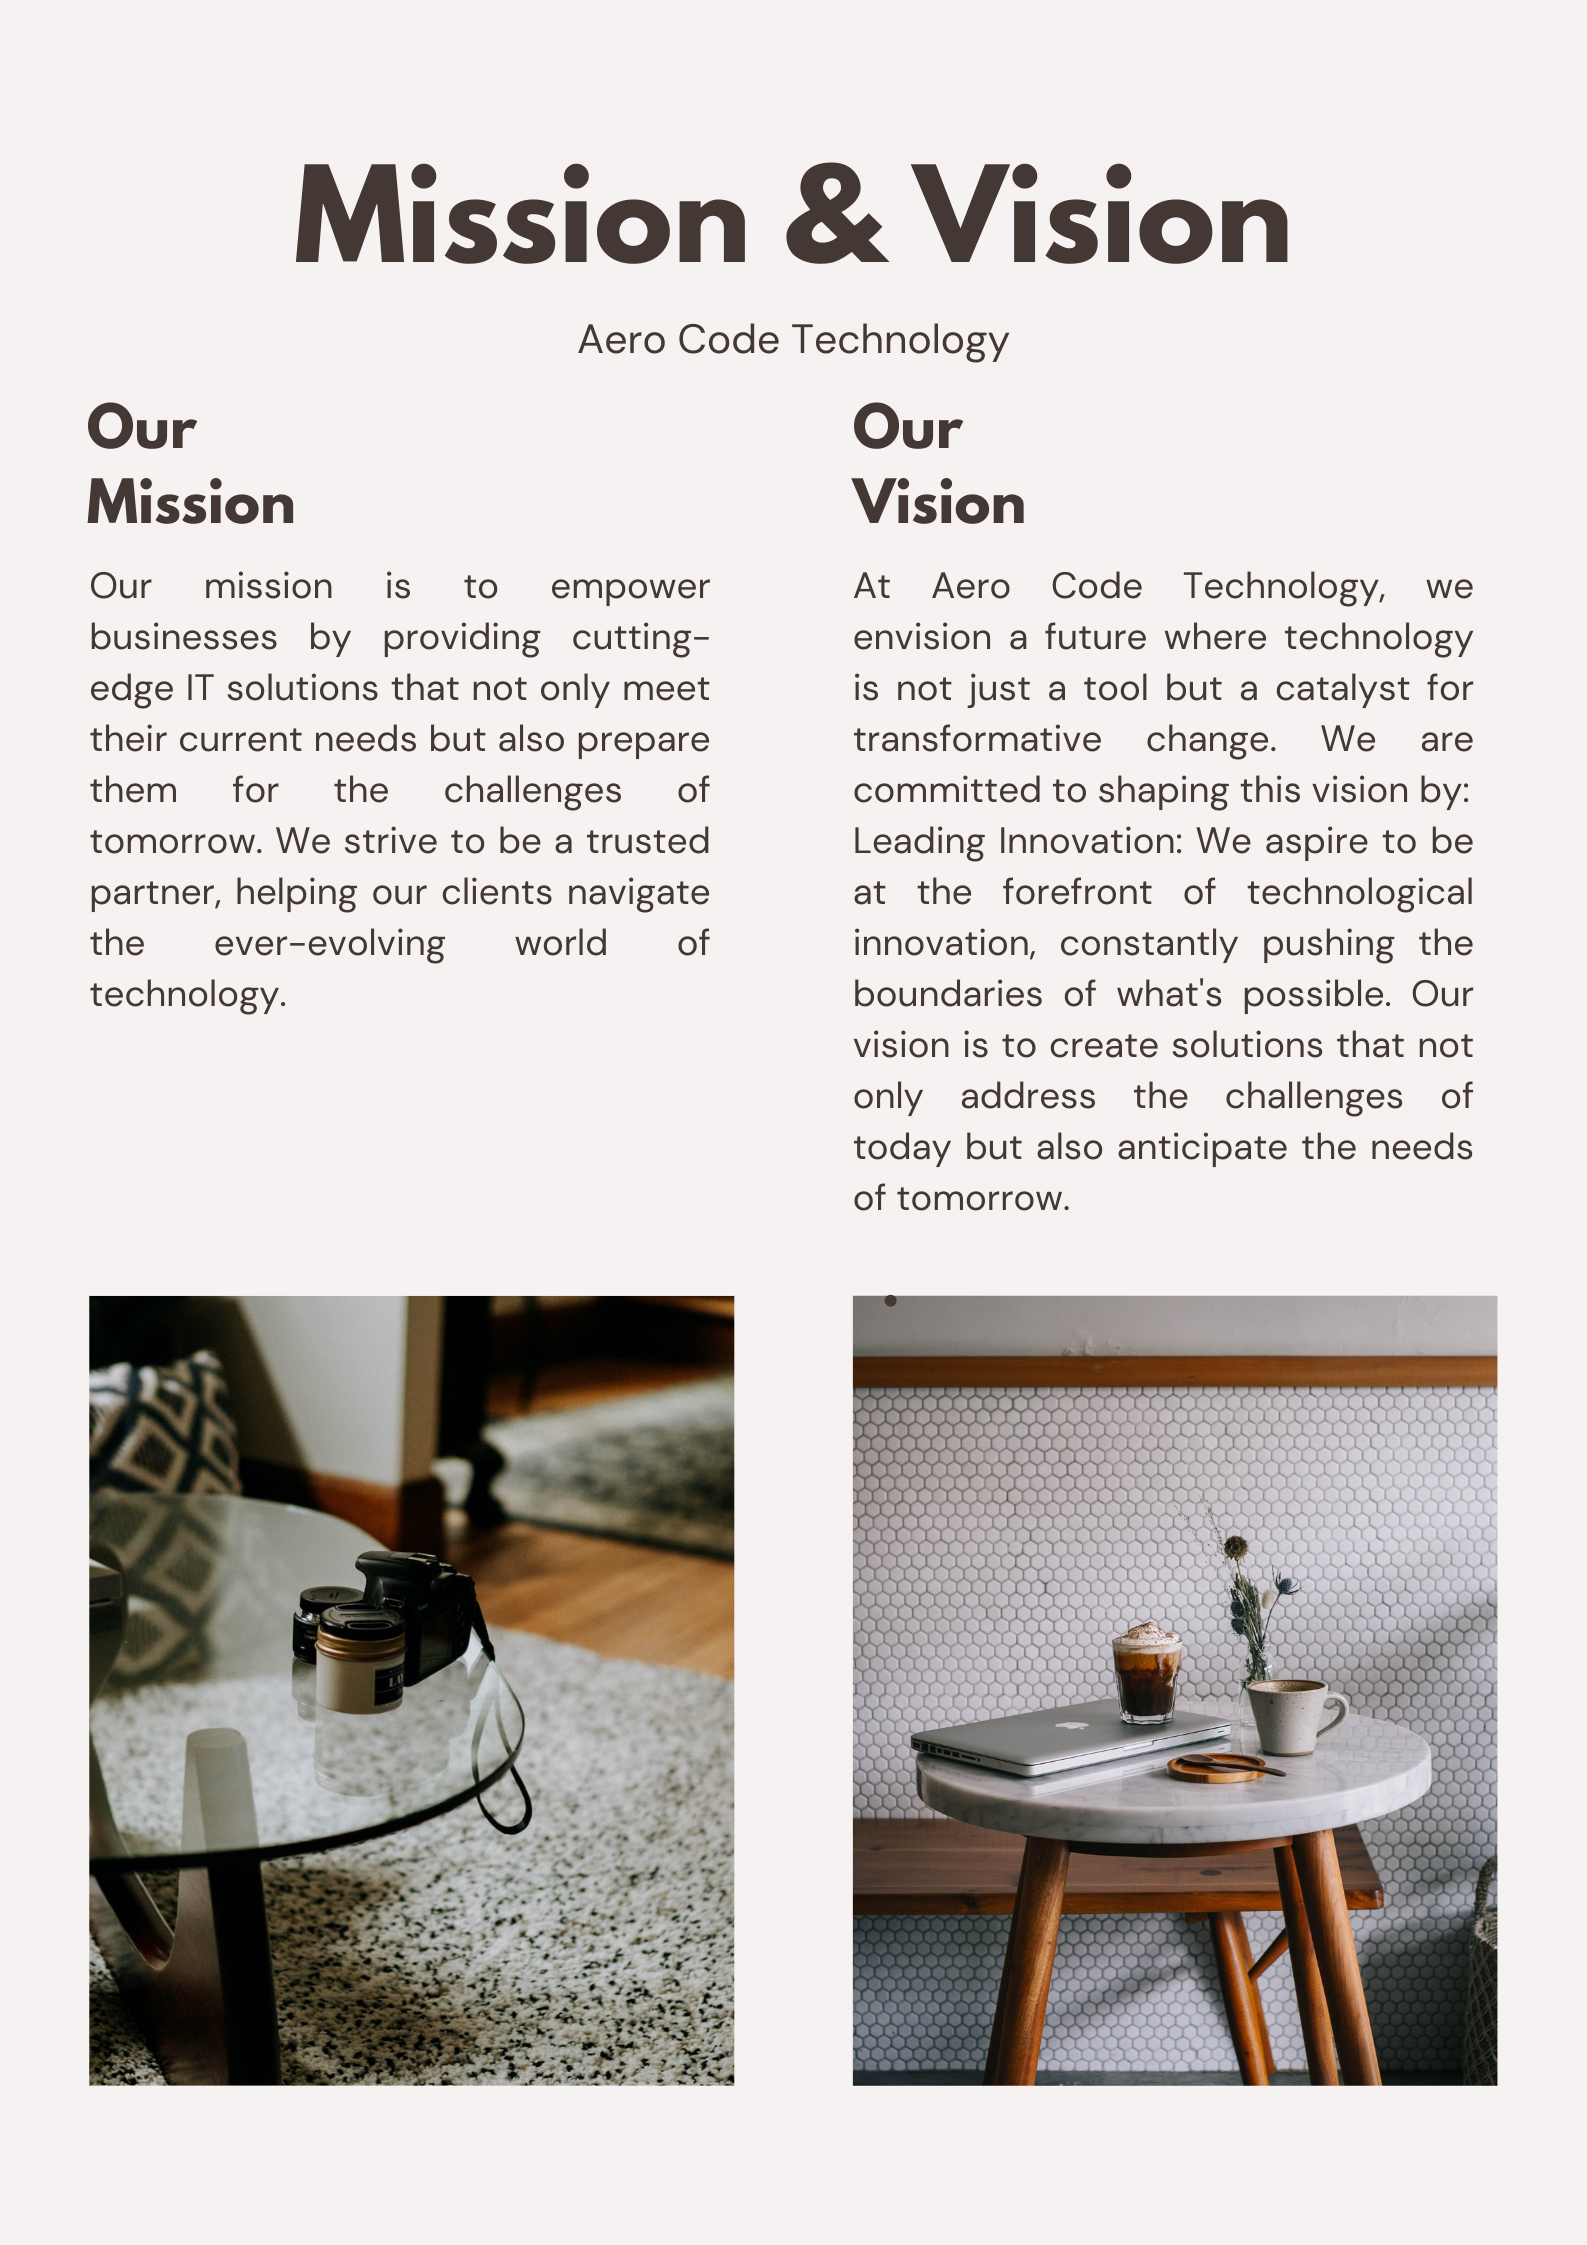 Mission & Vision
Aero Code Technology
Our
Mission
Our mission is to empower
businesses by providing cutting-
edge IT solutions that not only meet
their current needs but also prepare
them for the challenges of
tomorrow. We strive to be a trusted
partner, helping our clients navigate
the ever-evolving world of
technology.
Our
Vision
At Aero Code Technology, we
envision a future where technology
is not just a tool but a catalyst for
transformative change. We are
committed to shaping this vision by:
Leading Innovation: We aspire to be
at the forefront of technological
innovation, constantly pushing the
boundaries of what's possible. Our
vision is to create solutions that not
only address the challenges of
today but also anticipate the needs
of tomorrow.